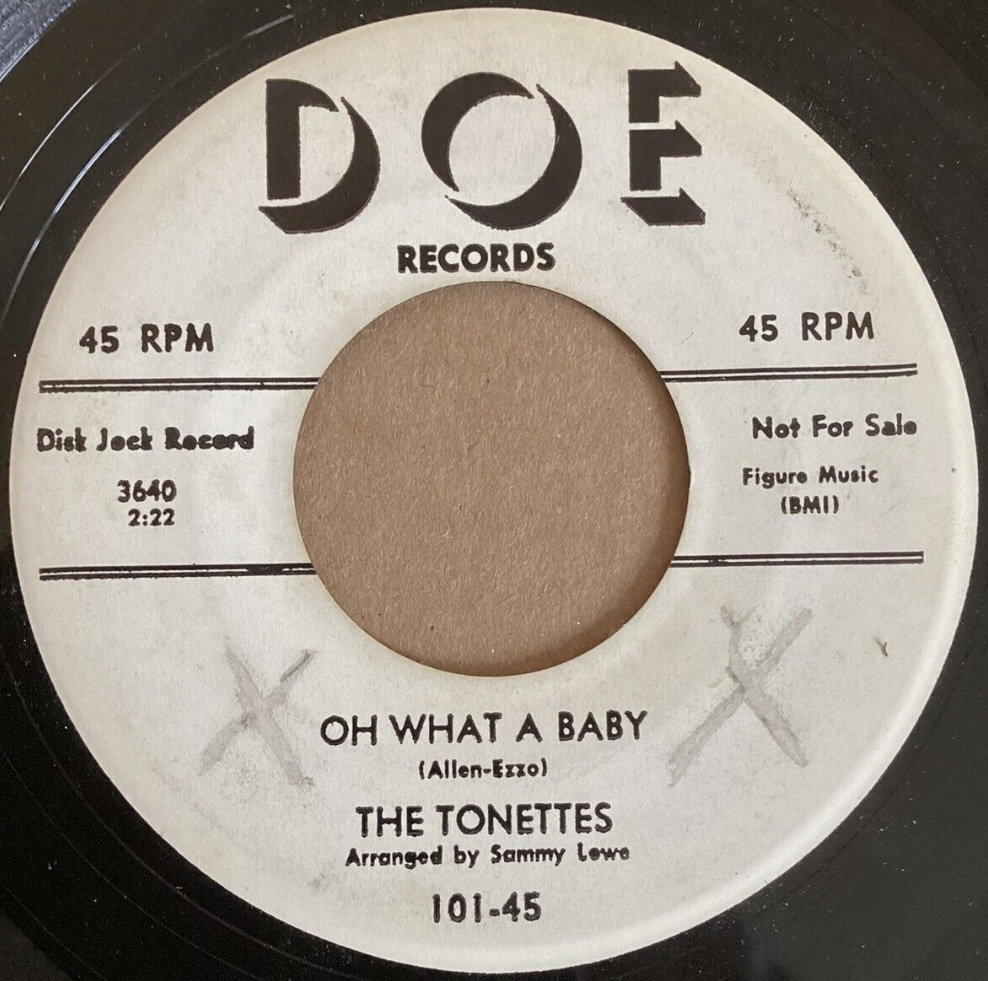 DOE
RECORDS
45 RPM
45 RPM
Disk Jock Record
Not For Sale
3640
2:22
Figure Music
(BMI)
OH WHAT A BABY
(Allen-Ezzo)
THE TONETTES
Arranged by Sammy Lowe
101-45